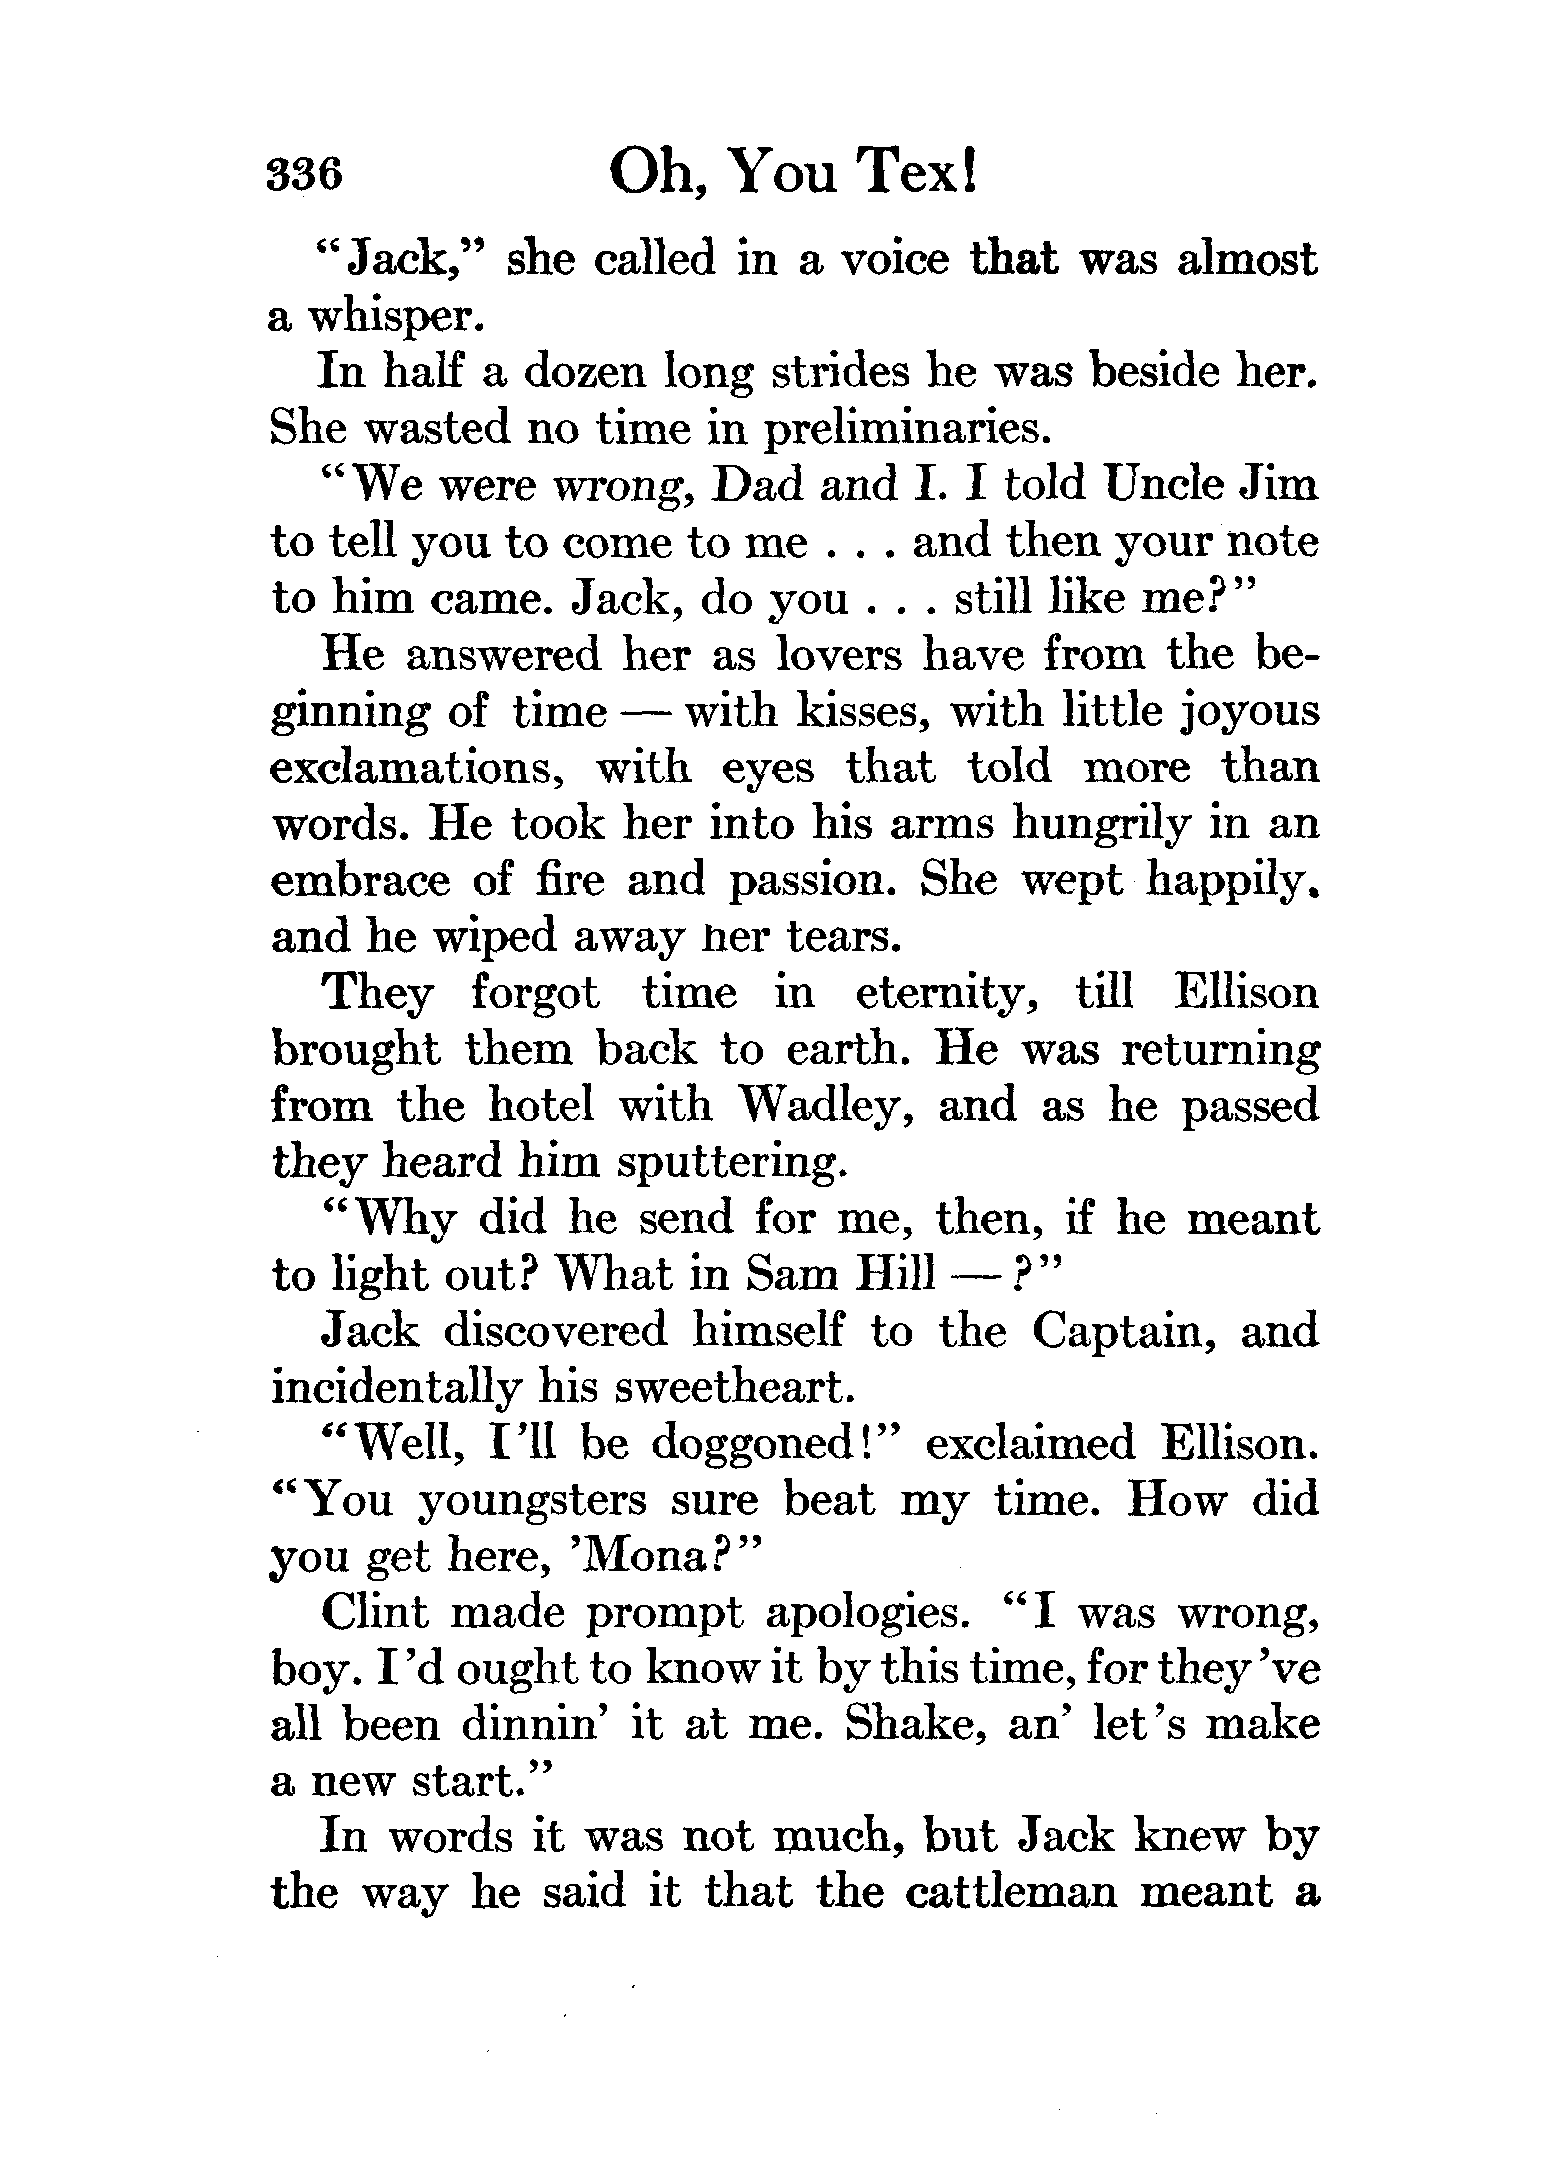 336 Oh, You Tex!
“Jack,” she called in a voice that was almost
a whisper.
In half a dozen long strides he was beside her.
She wasted no time in preliminaries.
“We were wrong, Dad and I. I told Uncle Jim
to tell you to come to me . . . and then your note
to him came. Jack, do you . . . still like me?”
He answered her as lovers have from the be-
ginning of time — with kisses, with little joyous
exclamations, with eyes that told more than
words. He took her into his arms hungrily in an
embrace of fire and passion. She wept happily.
and he wiped away her tears.
They forgot time in eternity, till Ellison
brought them back to earth. He was returning
from the hotel with Wadley, and as he passed
they heard him sputtering.
“Why did he send for me, then, if he meant
to light out? What in Sam Hill — ?”
Jack discovered himself to the Captain, and
incidentally his sweetheart.
“Well, I’ll be doggoned!” exclaimed Ellison.
“You youngsters sure beat my time. How did
you get here, ’Mona?”
Clint made prompt apologies. “I was wrong,
boy. I’d ought to know it by this time, for they’ve
all been dinnin’ it at me. Shake, an’ let’s make
a new start.”
In words it was not much, but Jack knew by
the way he said it that the cattleman meant a